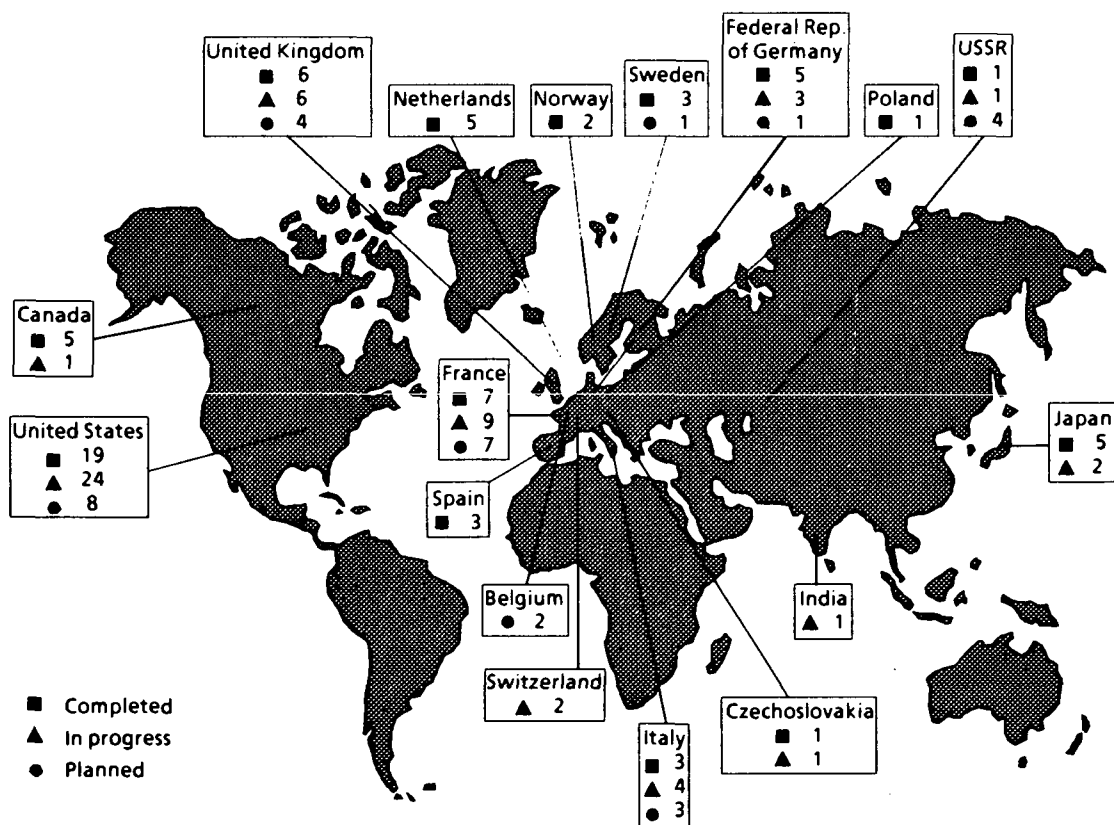 United Kingdom
■ 6
▲ 6
● 4
Netherlands
■ 5
Norway
■ 2
Sweden
■ 3
● 1
Federal Rep.
of Germany
■ 5
▲ 3
● 1
Poland
■ 1
USSR
■ 1
▲ 1
● 4
Canada
■ 5
▲ 1
United States
■ 19
▲ 24
● 8
France
■ 7
▲ 9
● 7
Spain
■ 3
Japan
■ 5
▲ 2
Belgium
● 2
India
▲ 1
Switzerland
▲ 2
Italy
■ 3
▲ 4
● 3
Czechoslovakia
■ 1
▲ 1
■ Completed
▲ In progress
● Planned